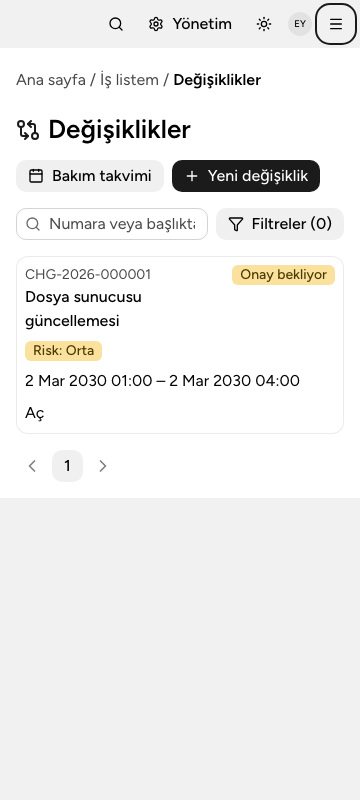 Yönetim
EY
Ana sayfa / İş listem / Değişiklikler
Değişiklikler
Bakım takvimi
Yeni değişiklik
Numara veya başlıkta
Filtreler (0)
CHG-2026-000001
Onay bekliyor
Dosya sunucusu
güncellemesi
Risk: Orta
2 Mar 2030 01:00 – 2 Mar 2030 04:00
Aç
1